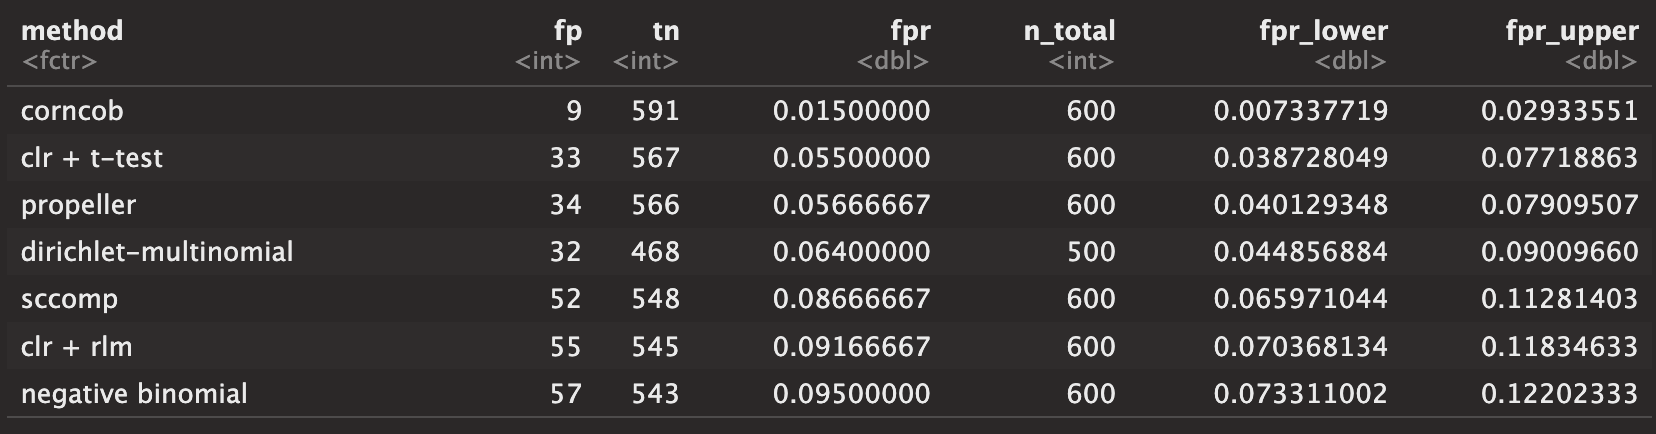 method fp tn fpr n_total fpr_lower fpr_upper
<fctr> <int> <int> <dbl> <int> <dbl> <dbl>
corncob 9 591 0.01500000 600 0.007337719 0.02933551
clr + t-test 33 567 0.05500000 600 0.038728049 0.07718863
propeller 34 566 0.05666667 600 0.040129348 0.07909507
dirichlet-multinomial 32 468 0.06400000 500 0.044856884 0.09009660
sccomp 52 548 0.08666667 600 0.065971044 0.11281403
clr + rlm 55 545 0.09166667 600 0.070368134 0.11834633
negative binomial 57 543 0.09500000 600 0.073311002 0.12202333